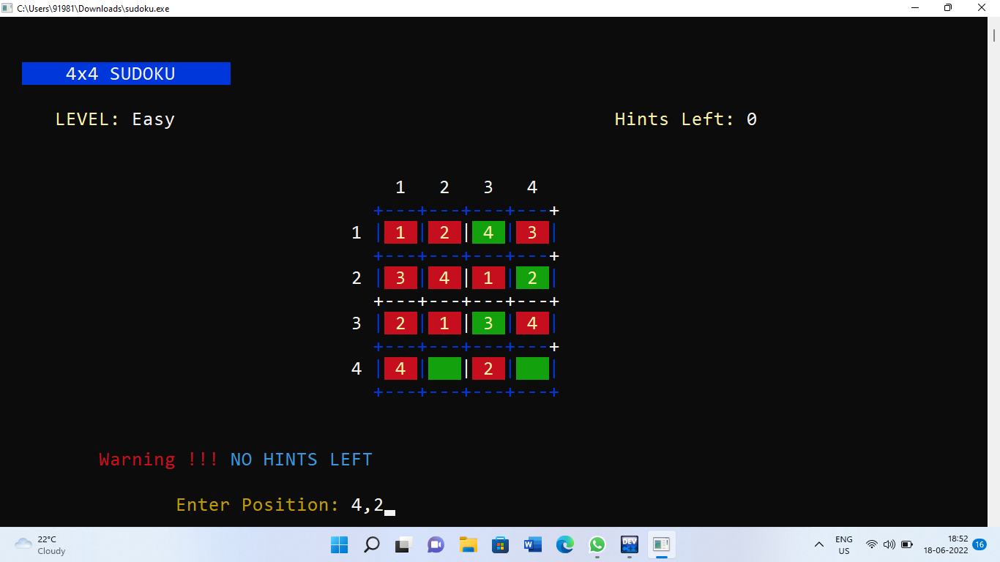 C:\Users\91981\Downloads\sudoku.exe
4x4 SUDOKU
LEVEL: Easy Hints Left: 0
1 2 3 4
+---+---+---+---+
1 | 1 | 2 | 4 | 3 |
+---+---+---+---+
2 | 3 | 4 | 1 | 2 |
+---+---+---+---+
3 | 2 | 1 | 3 | 4 |
+---+---+---+---+
4 | 4 |   | 2 |   |
+---+---+---+---+
Warning !!! NO HINTS LEFT
Enter Position: 4,2
22°C
Cloudy
W
DEV
ENG
US
18:52
18-06-2022
16